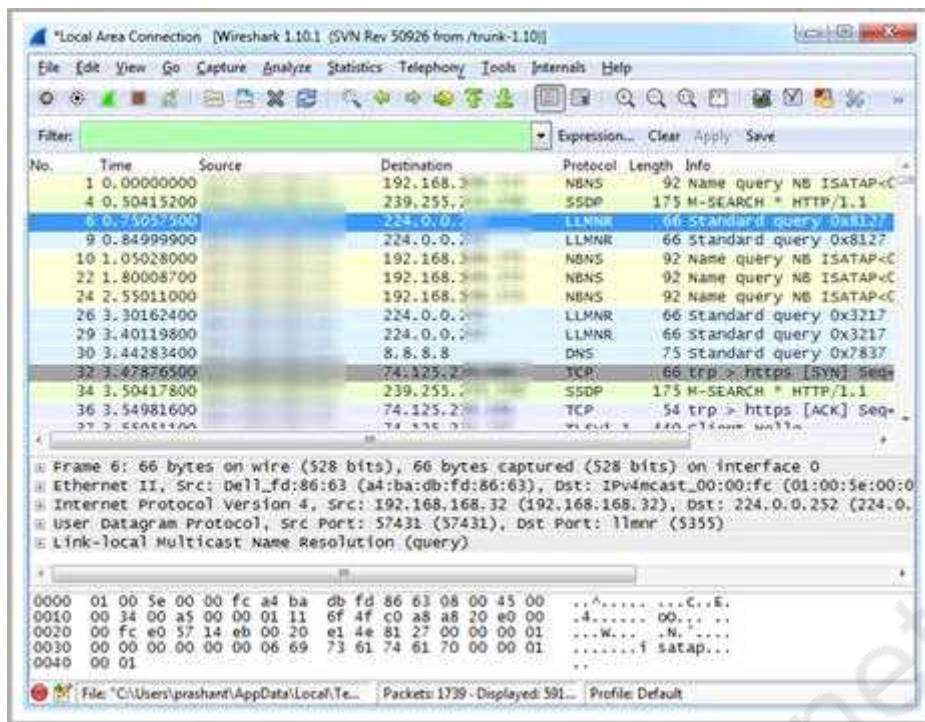 *Local Area Connection [Wireshark 1.10.1 (SVN Rev 50926 from /trunk-1.10)]
File Edit View Go Capture Analyze Statistics Telephony Tools Internals Help
Filter: Expression... Clear Apply Save
No. Time Source Destination Protocol Length Info
1 0.00000000 192.168. NBNS 92 Name query NB ISATAP<C
4 0.50415200 239.255. SSDP 175 M-SEARCH * HTTP/1.1
6 0.75057500 224.0.0. LLMNR 66 Standard query 0x8127
9 0.84999900 224.0.0. LLMNR 66 Standard query 0x8127
10 1.05028000 192.168. NBNS 92 Name query NB ISATAP<C
22 1.80008700 192.168. NBNS 92 Name query NB ISATAP<C
24 2.55011000 192.168. NBNS 92 Name query NB ISATAP<C
26 3.30162400 224.0.0. LLMNR 66 Standard query 0x3217
29 3.40119800 224.0.0. LLMNR 66 Standard query 0x3217
30 3.44283400 8.8.8.8 DNS 75 Standard query 0x7837
32 3.47876500 74.125.2 TCP 66 trp > https [SYN] Seq=
34 3.50417800 239.255. SSDP 175 M-SEARCH * HTTP/1.1
36 3.54981600 74.125.2 TCP 54 trp > https [ACK] Seq=
Frame 6: 66 bytes on wire (528 bits), 66 bytes captured (528 bits) on interface 0
Ethernet II, Src: Dell_fd:86:63 (a4:ba:db:fd:86:63), Dst: IPv4mcast_00:00:fc (01:00:5e:00:0
Internet Protocol Version 4, Src: 192.168.168.32 (192.168.168.32), Dst: 224.0.0.252 (224.0.
User Datagram Protocol, Src Port: 57431 (57431), Dst Port: llmnr (5355)
Link-local Multicast Name Resolution (query)
0000 01 00 5e 00 00 fc a4 ba db fd 86 63 08 00 45 00 ..^..... ...c..E.
0010 00 34 00 a5 00 00 01 11 6f 4f c0 a8 a8 20 e0 00 .4...... oO... ..
0020 00 fc e0 57 14 eb 00 20 e1 4e 81 27 00 00 00 01 ...W... .N.'....
0030 00 00 00 00 00 00 06 69 73 61 74 61 70 00 00 01 .......i satap...
0040 00 01 ..
File: "C:\Users\prashant\AppData\Local\Te... Packets: 1739 · Displayed: 591... Profile: Default